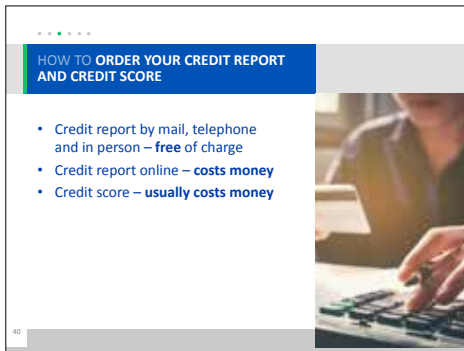 HOW TO ORDER YOUR CREDIT REPORT
AND CREDIT SCORE
• Credit report by mail, telephone
and in person – free of charge
• Credit report online – costs money
• Credit score – usually costs money
40